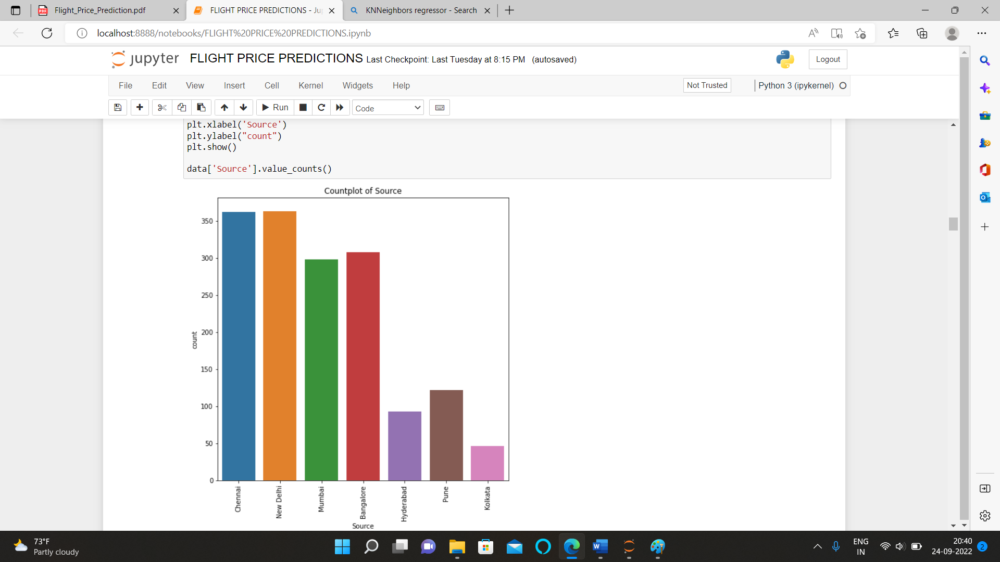 Flight_Price_Prediction.pdf
FLIGHT PRICE PREDICTIONS - Ju
KNNeighbors regressor - Search
localhost:8888/notebooks/FLIGHT%20PRICE%20PREDICTIONS.ipynb
jupyter FLIGHT PRICE PREDICTIONS Last Checkpoint: Last Tuesday at 8:15 PM (autosaved)
Logout
File Edit View Insert Cell Kernel Widgets Help
Not Trusted
Python 3 (ipykernel)
Run
Code
plt.xlabel('Source')
plt.ylabel("count")
plt.show()
data['Source'].value_counts()
Countplot of Source
350
300
250
200
150
100
50
0
count
Chennai
New Delhi
Mumbai
Bangalore
Hyderabad
Pune
Kolkata
Source
73°F
Partly cloudy
ENG
IN
20:40
24-09-2022
2